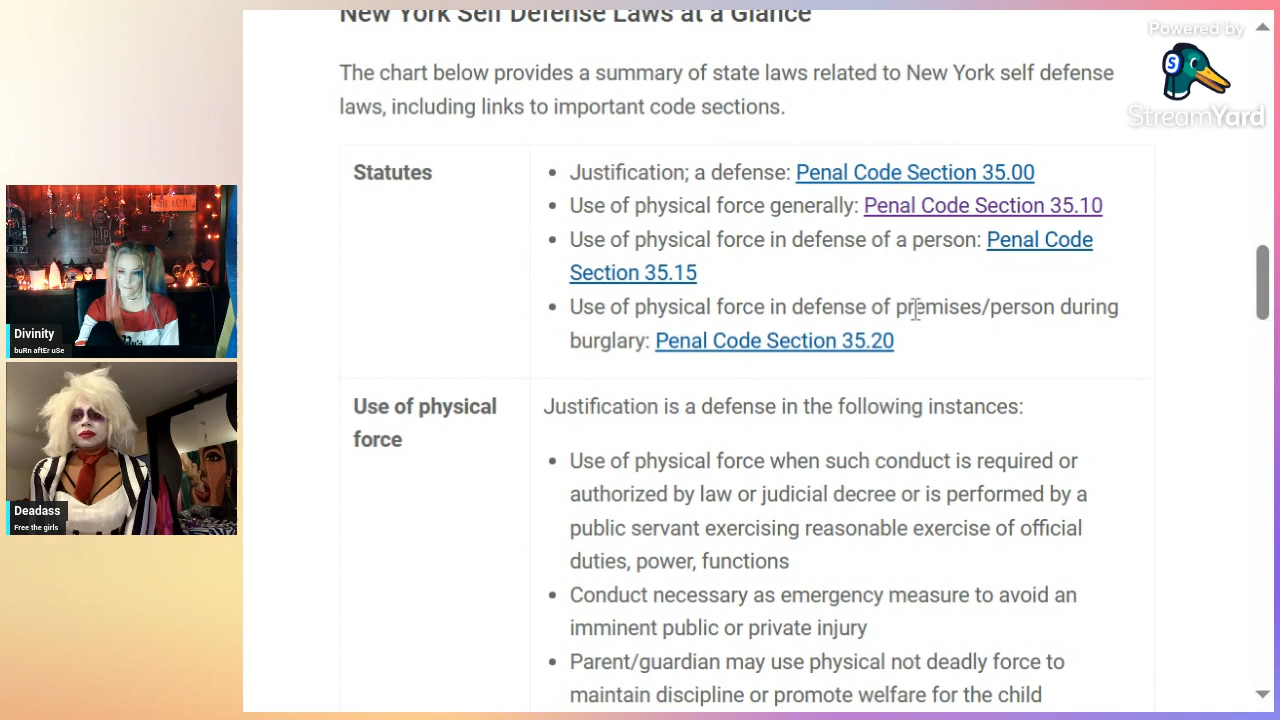 New York Self Defense Laws at a Glance
Powered by
StreamYard
The chart below provides a summary of state laws related to New York self defense
laws, including links to important code sections.
Statutes
Justification; a defense: Penal Code Section 35.00
Use of physical force generally: Penal Code Section 35.10
Use of physical force in defense of a person: Penal Code
Section 35.15
Use of physical force in defense of premises/person during
burglary: Penal Code Section 35.20
Use of physical
force
Justification is a defense in the following instances:
Use of physical force when such conduct is required or
authorized by law or judicial decree or is performed by a
public servant exercising reasonable exercise of official
duties, power, functions
Conduct necessary as emergency measure to avoid an
imminent public or private injury
Parent/guardian may use physical not deadly force to
maintain discipline or promote welfare for the child
Divinity
buRn aftEr uSe
Deadass
Free the girls